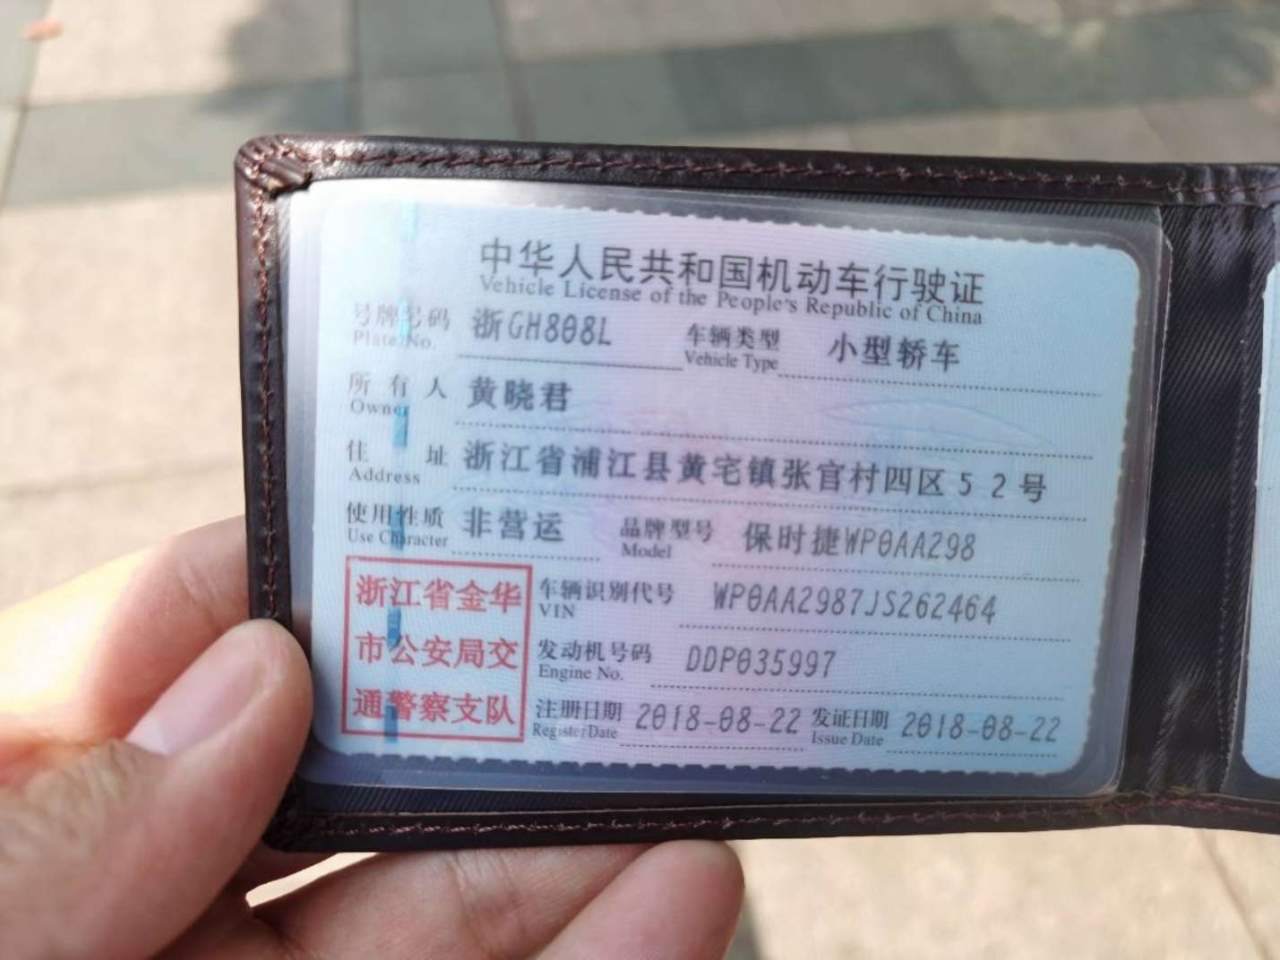 中华人民共和国机动车行驶证
Vehicle License of the People's Republic of China
号牌号码 浙GH808L 车辆类型 小型轿车
Plate No. Vehicle Type
所有人 黄晓君
Owner
住址 浙江省浦江县黄宅镇张官村四区52号
Address
使用性质 非营运 品牌型号 保时捷WP0AA298
Use Character Model
浙江省金华 车辆识别代号 WP0AA2987JS262464
VIN
市公安局交 发动机号码 DDP035997
Engine No.
通警察支队 注册日期 2018-08-22 发证日期 2018-08-22
Register Date Issue Date